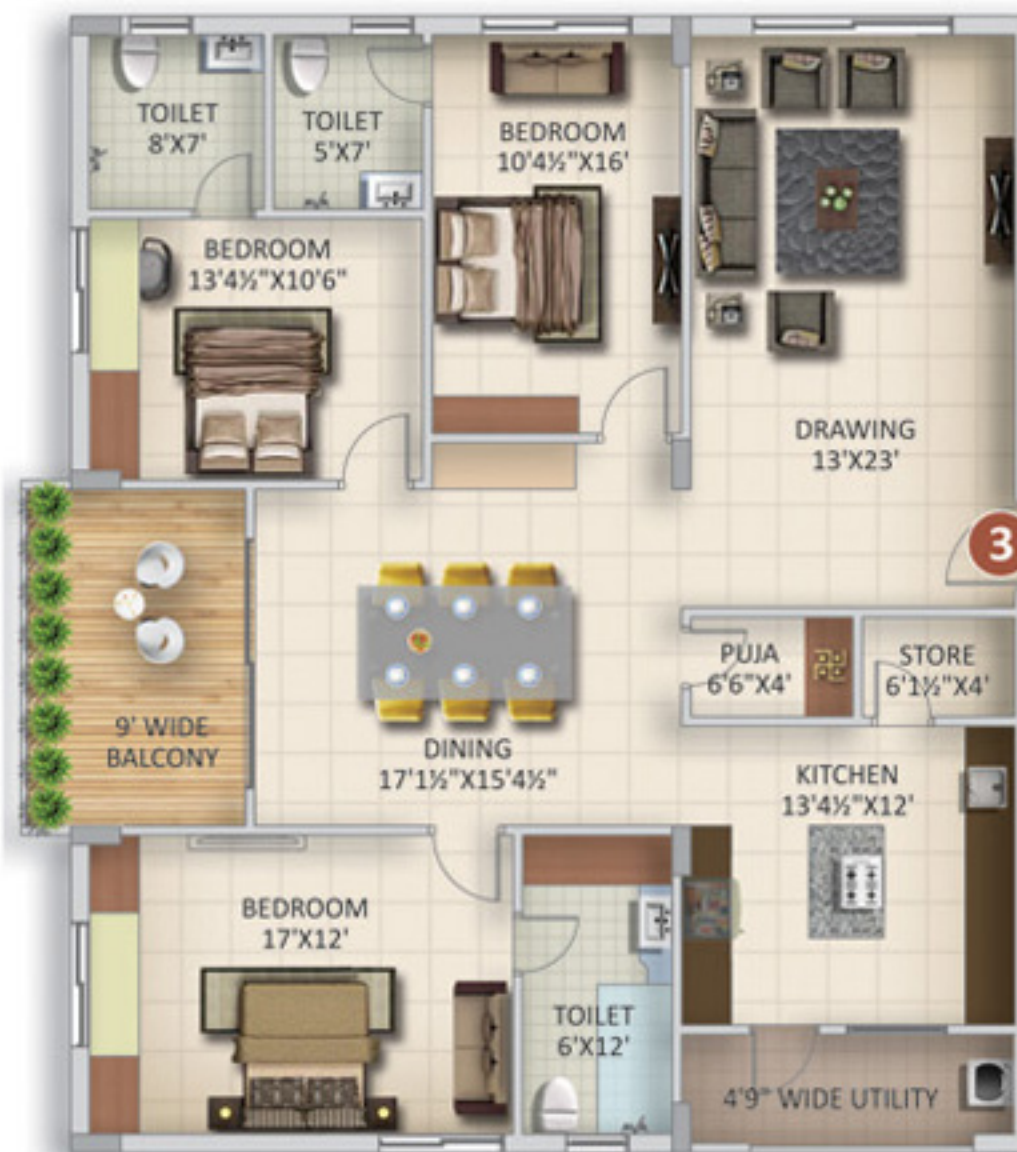 TOILET
8'X7'
TOILET
5'X7'
BEDROOM
10'4½"X16'
BEDROOM
13'4½"X10'6"
DRAWING
13'X23'
3
PUJA
6'6"X4'
STORE
6'1½"X4'
9' WIDE
BALCONY
DINING
17'1½"X15'4½"
KITCHEN
13'4½"X12'
BEDROOM
17'X12'
TOILET
6'X12'
4'9" WIDE UTILITY